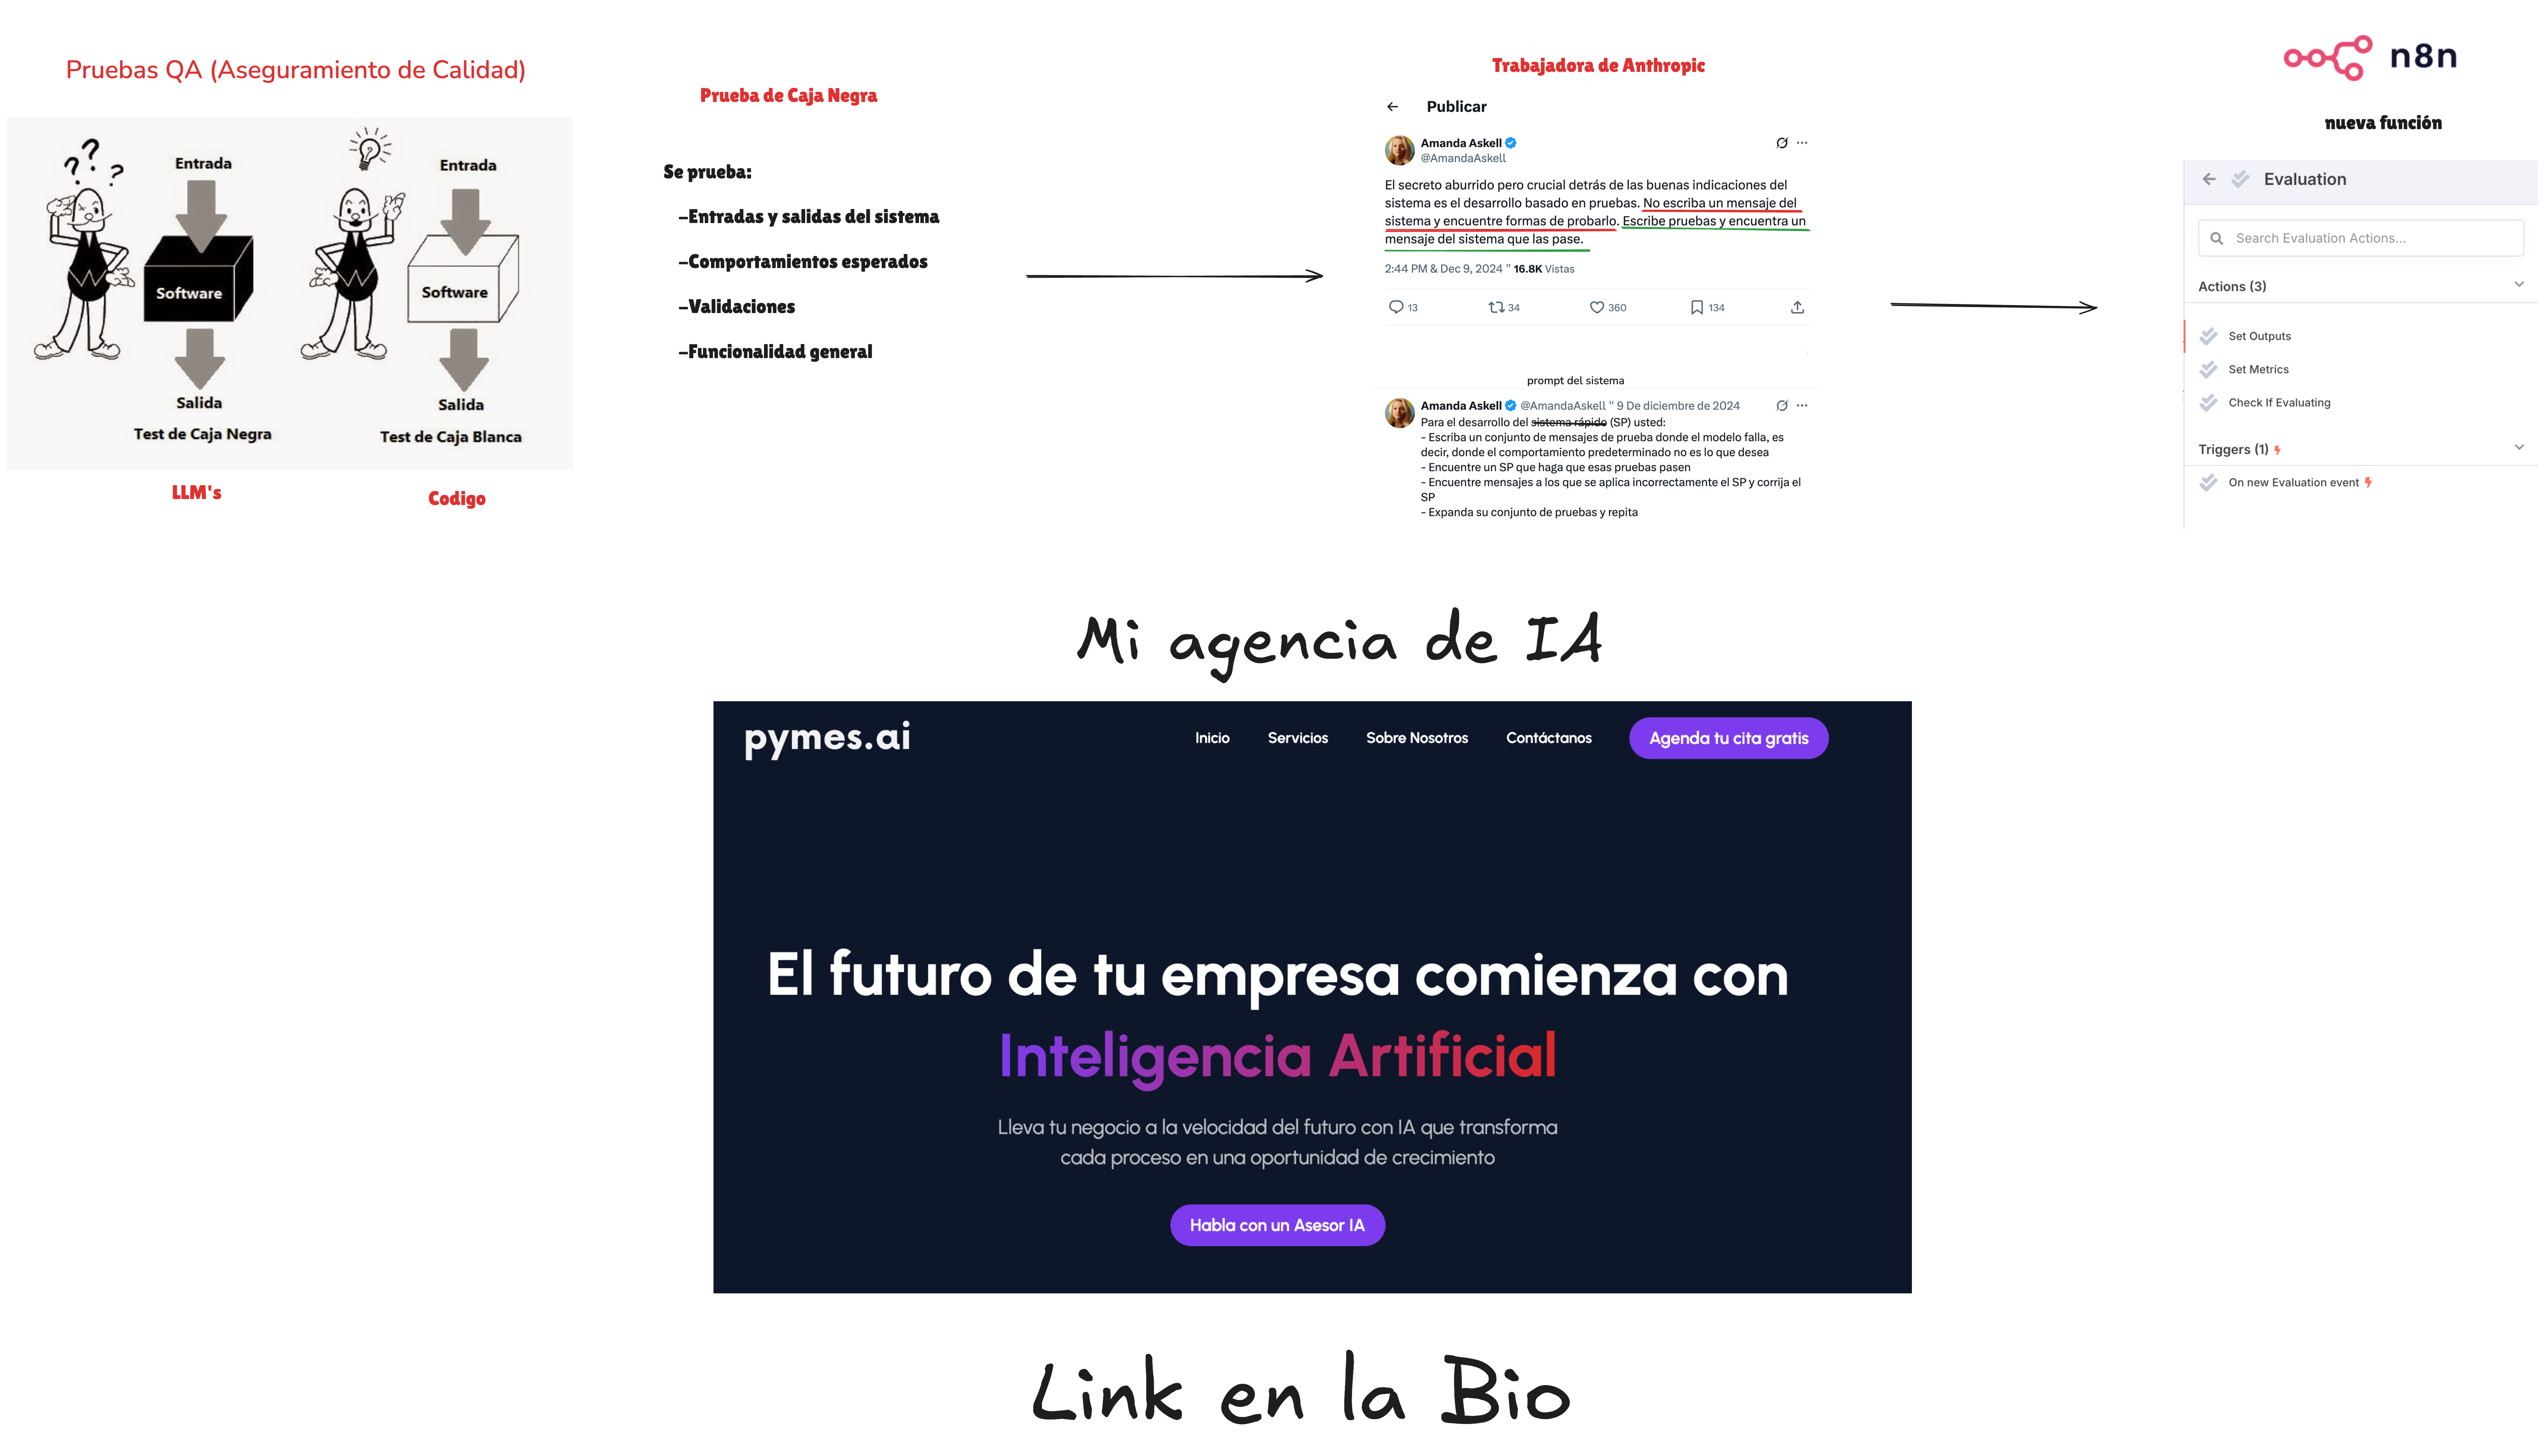 Pruebas QA (Aseguramiento de Calidad)
? ? ?
Entrada
Software
Salida
Test de Caja Negra
LLM's
Entrada
Software
Salida
Test de Caja Blanca
Codigo
Prueba de Caja Negra
Se prueba:
-Entradas y salidas del sistema
-Comportamientos esperados
-Validaciones
-Funcionalidad general
Trabajadora de Anthropic
Publicar
Amanda Askell
@AmandaAskell
El secreto aburrido pero crucial detrás de las buenas indicaciones del
sistema es el desarrollo basado en pruebas. No escriba un mensaje del
sistema y encuentre formas de probarlo. Escribe pruebas y encuentra un
mensaje del sistema que las pase.
2:44 PM & Dec 9, 2024 " 16.8K Vistas
13 34 360 134
prompt del sistema
Amanda Askell @AmandaAskell " 9 De diciembre de 2024
Para el desarrollo del sistema rápido (SP) usted:
- Escriba un conjunto de mensajes de prueba donde el modelo falla, es
decir, donde el comportamiento predeterminado no es lo que desea
- Encuentre un SP que haga que esas pruebas pasen
- Encuentre mensajes a los que se aplica incorrectamente el SP y corrija el
SP
- Expanda su conjunto de pruebas y repita
n8n
nueva función
Evaluation
Search Evaluation Actions...
Actions (3)
Set Outputs
Set Metrics
Check If Evaluating
Triggers (1)
On new Evaluation event
Mi agencia de IA
pymes.ai
Inicio Servicios Sobre Nosotros Contáctanos Agenda tu cita gratis
El futuro de tu empresa comienza con
Inteligencia Artificial
Lleva tu negocio a la velocidad del futuro con IA que transforma
cada proceso en una oportunidad de crecimiento
Habla con un Asesor IA
Link en la Bio